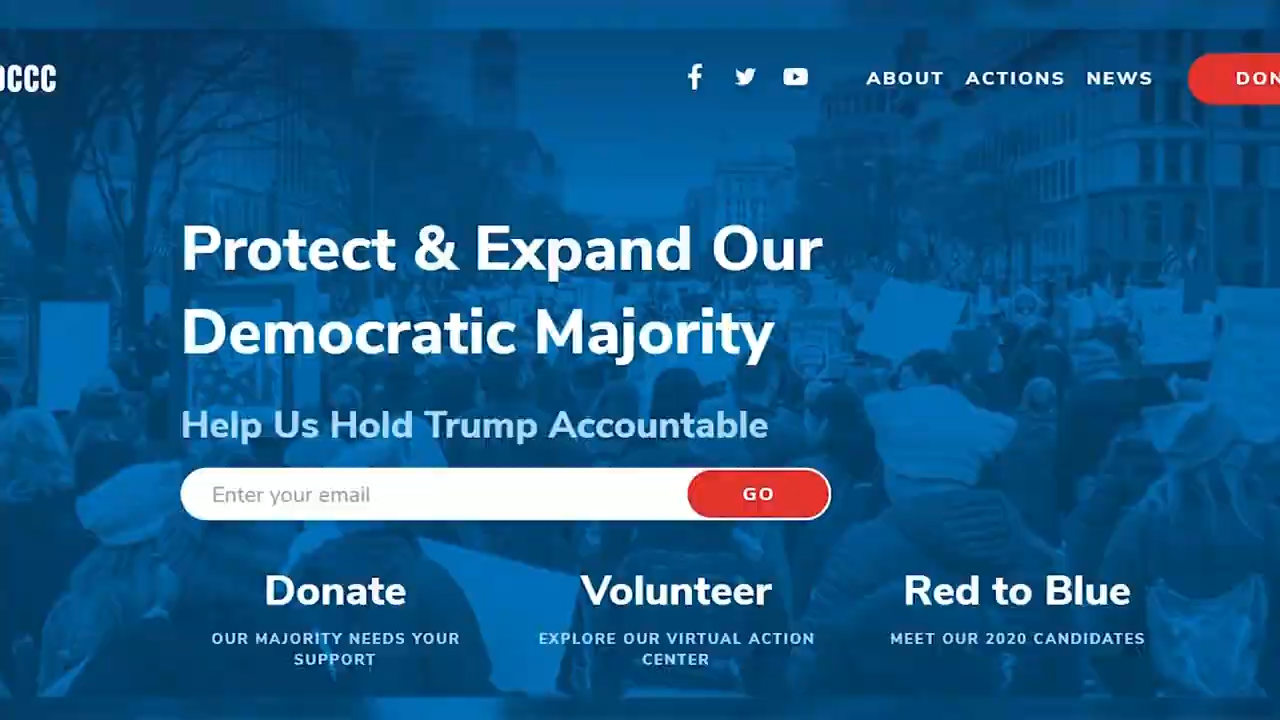 DCCC
ABOUT ACTIONS NEWS DON
Protect & Expand Our
Democratic Majority
Help Us Hold Trump Accountable
Enter your email GO
Donate Volunteer Red to Blue
OUR MAJORITY NEEDS YOUR EXPLORE OUR VIRTUAL ACTION MEET OUR 2020 CANDIDATES
SUPPORT CENTER